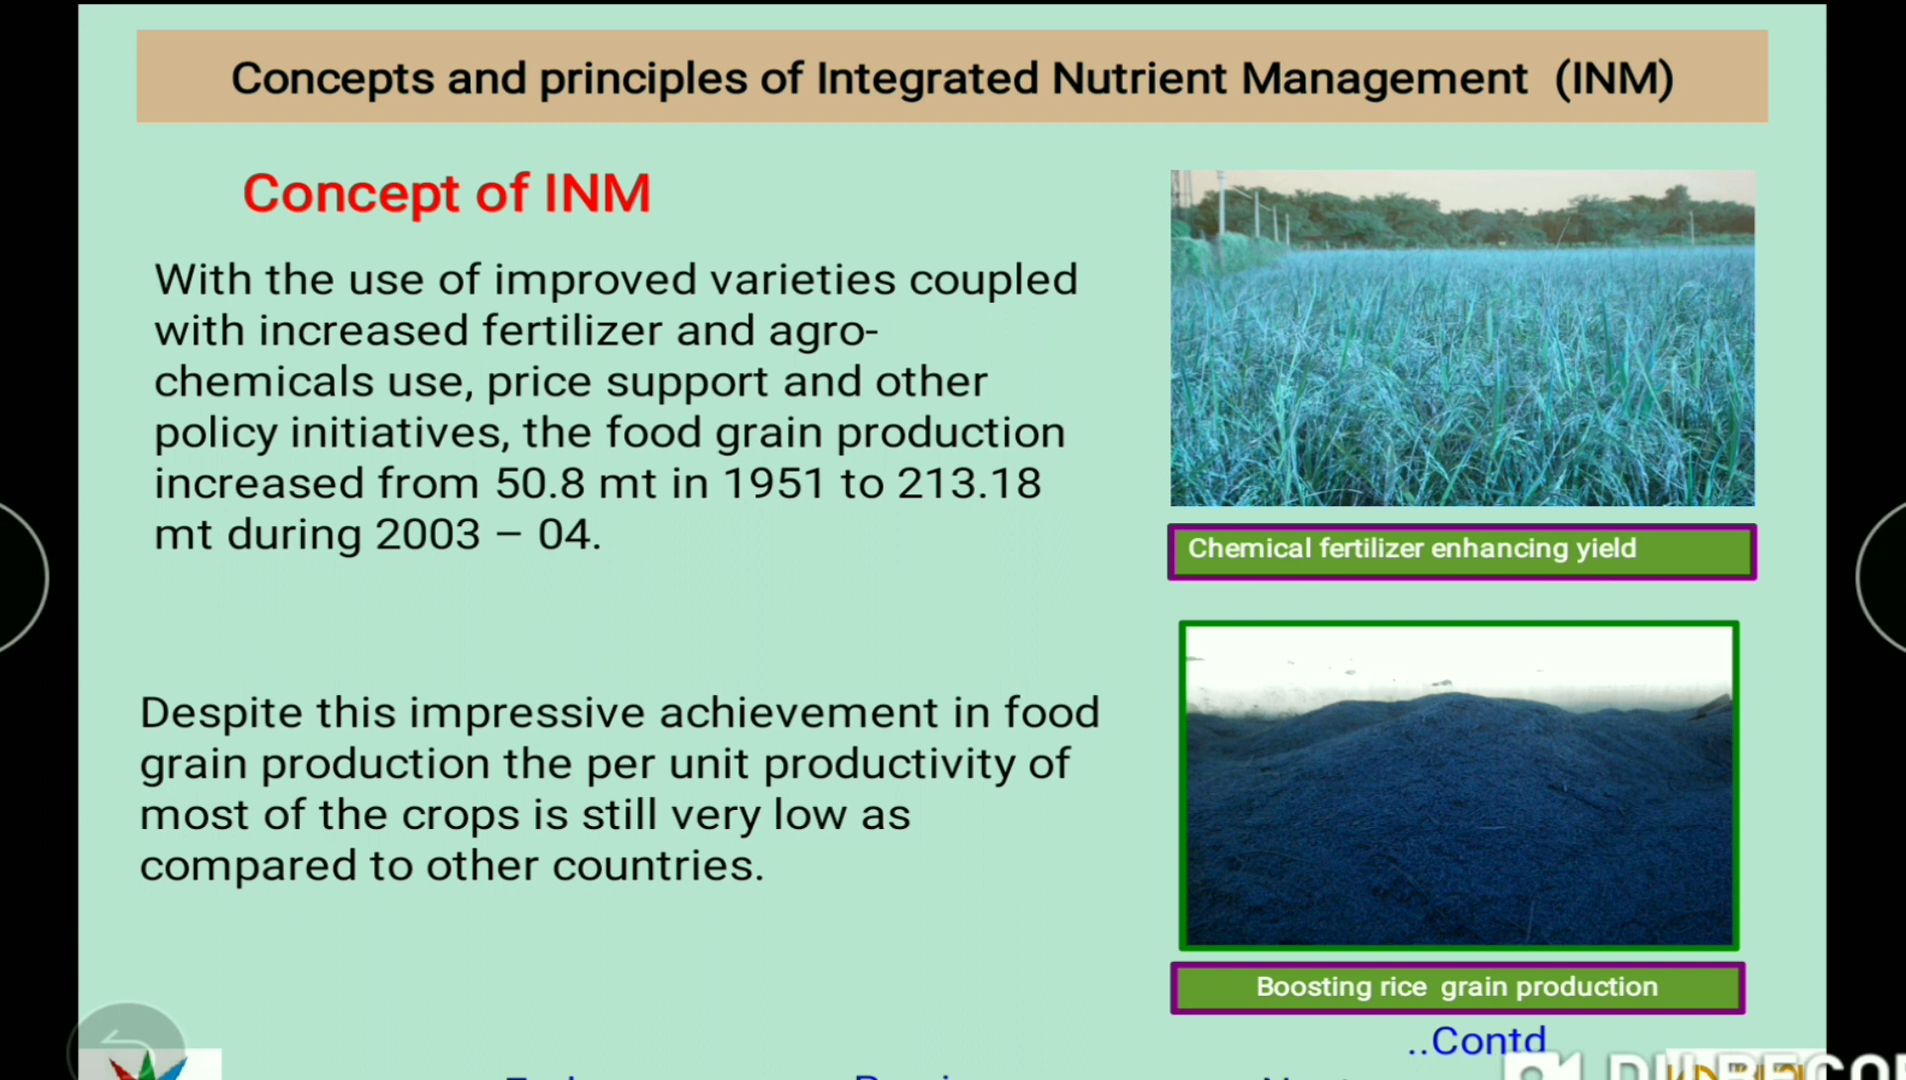 Concepts and principles of Integrated Nutrient Management (INM)
Concept of INM
With the use of improved varieties coupled
with increased fertilizer and agro-
chemicals use, price support and other
policy initiatives, the food grain production
increased from 50.8 mt in 1951 to 213.18
mt during 2003 – 04.
Despite this impressive achievement in food
grain production the per unit productivity of
most of the crops is still very low as
compared to other countries.
Chemical fertilizer enhancing yield
Boosting rice grain production
..Contd